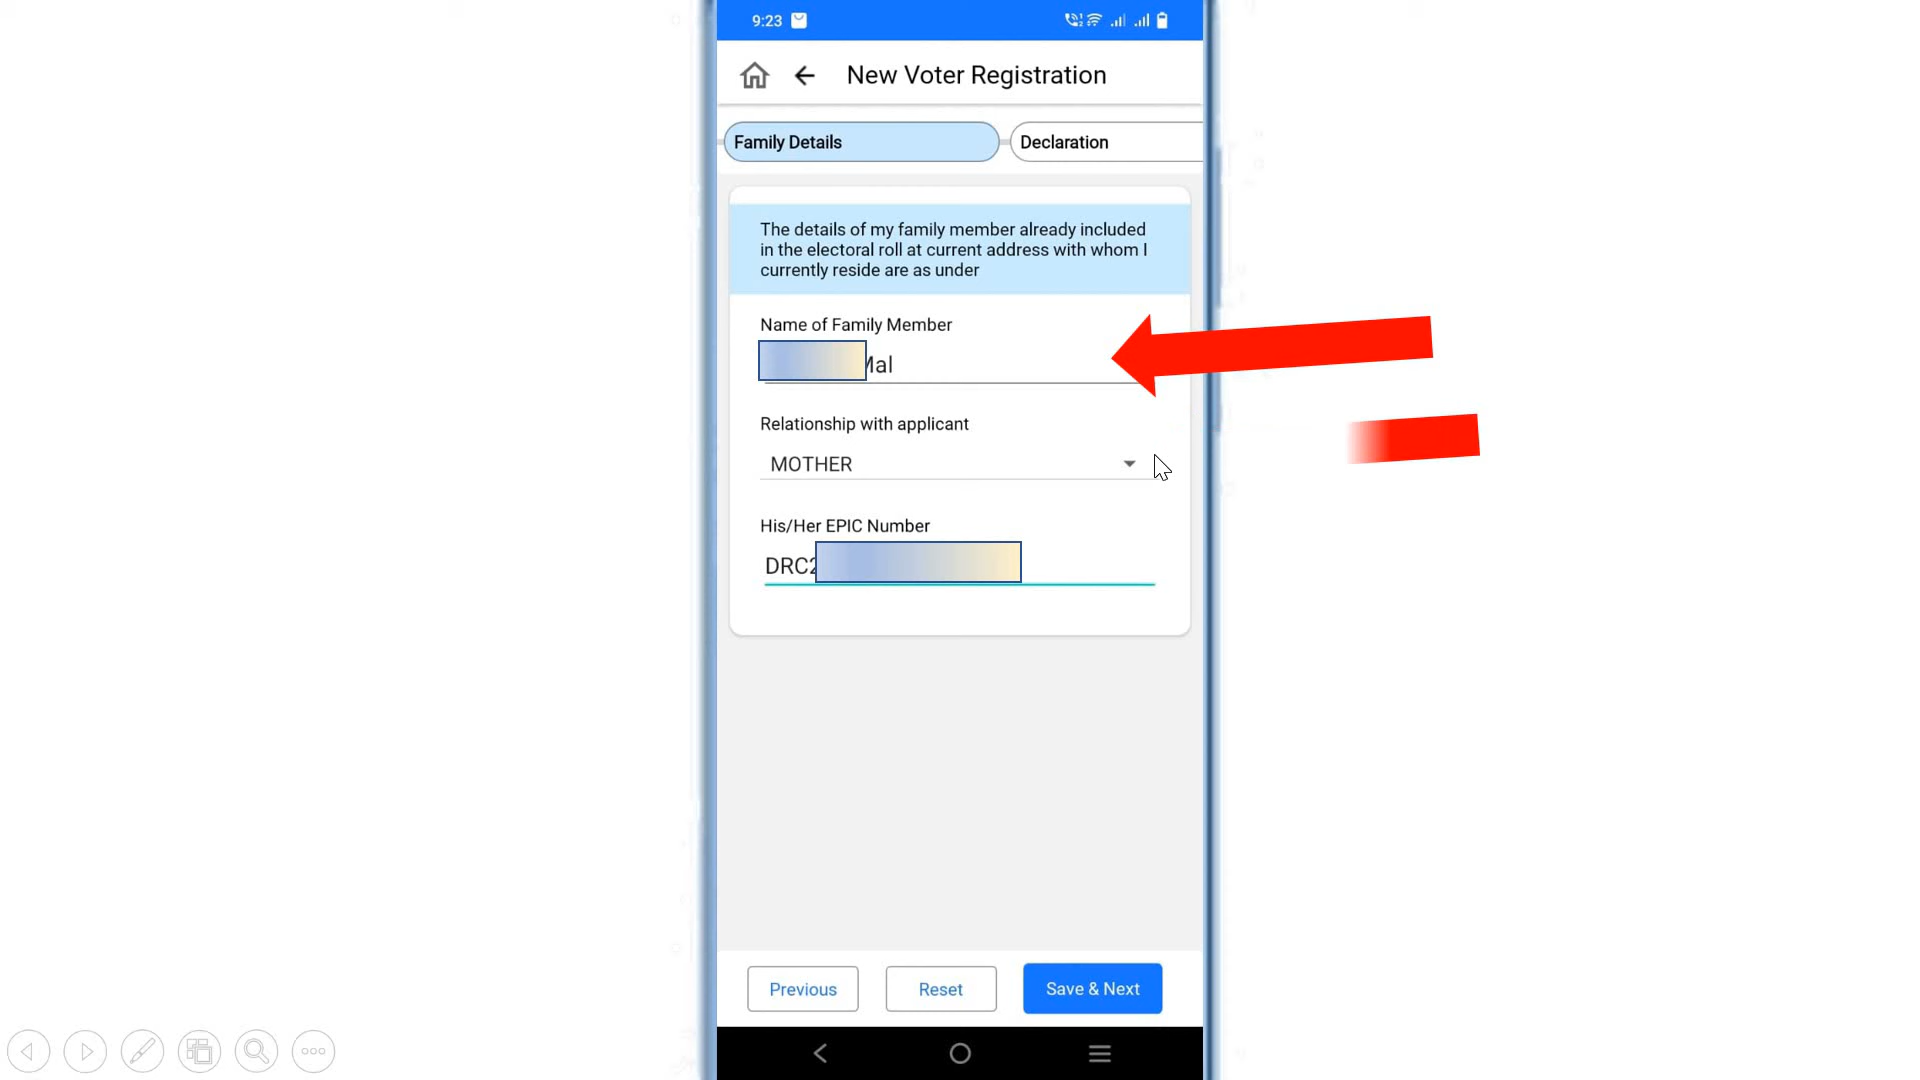 9:23
New Voter Registration
Family Details
Declaration
The details of my family member already included
in the electoral roll at current address with whom I
currently reside are as under
Name of Family Member
Relationship with applicant
MOTHER
His/Her EPIC Number
DRC2
Previous
Reset
Save & Next